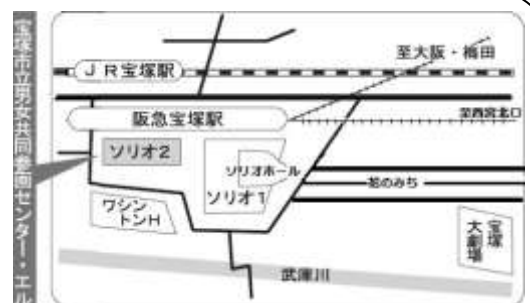 宝塚市立男女共同参画センター・エル
JR宝塚駅
至大阪・梅田
阪急宝塚駅
至西宮北口
ソリオ2
ソリオホール
ソリオ1
花のみち
ワシン
トンH
宝塚
大劇場
武庫川